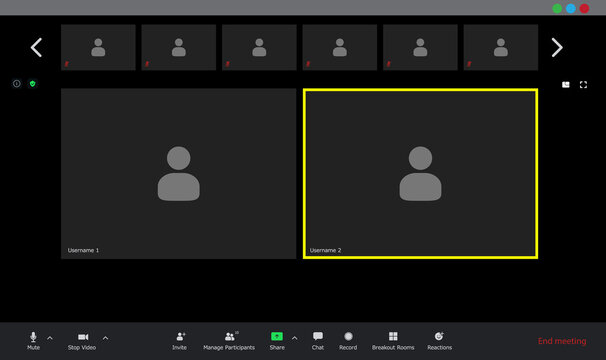 Username 1
Username 2
Mute
Stop Video
Invite
Manage Participants
Share
Chat
Record
Breakout Rooms
Reactions
End meeting